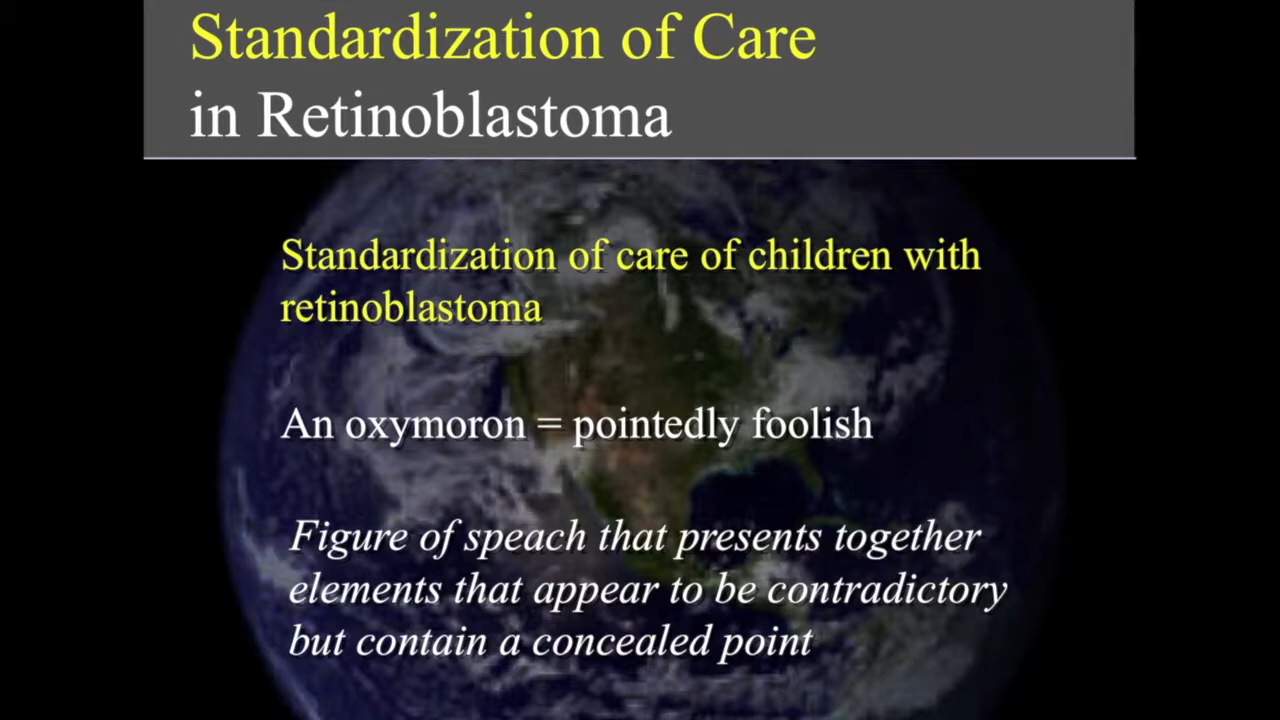 Standardization of Care
in Retinoblastoma
Standardization of care of children with
retinoblastoma
An oxymoron = pointedly foolish
Figure of speach that presents together
elements that appear to be contradictory
but contain a concealed point